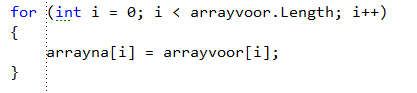 for (int i = 0; i < arrayvoor.Length; i++)
{
    arrayna[i] = arrayvoor[i];
}